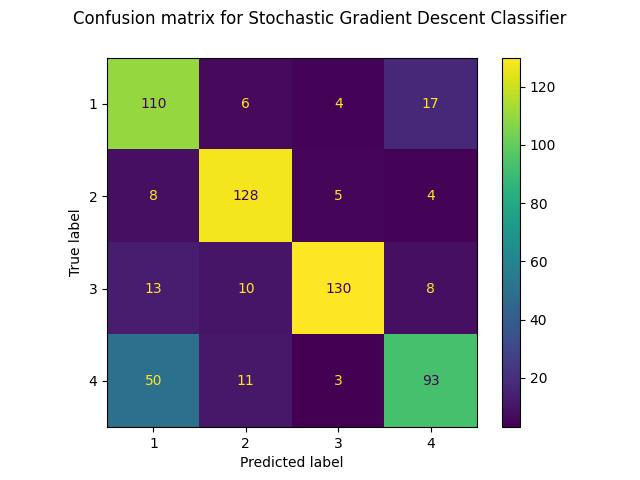 Confusion matrix for Stochastic Gradient Descent Classifier
1 110 6 4 17
2 8 128 5 4
3 13 10 130 8
4 50 11 3 93
1 2 3 4
Predicted label
True label
120
100
80
60
40
20